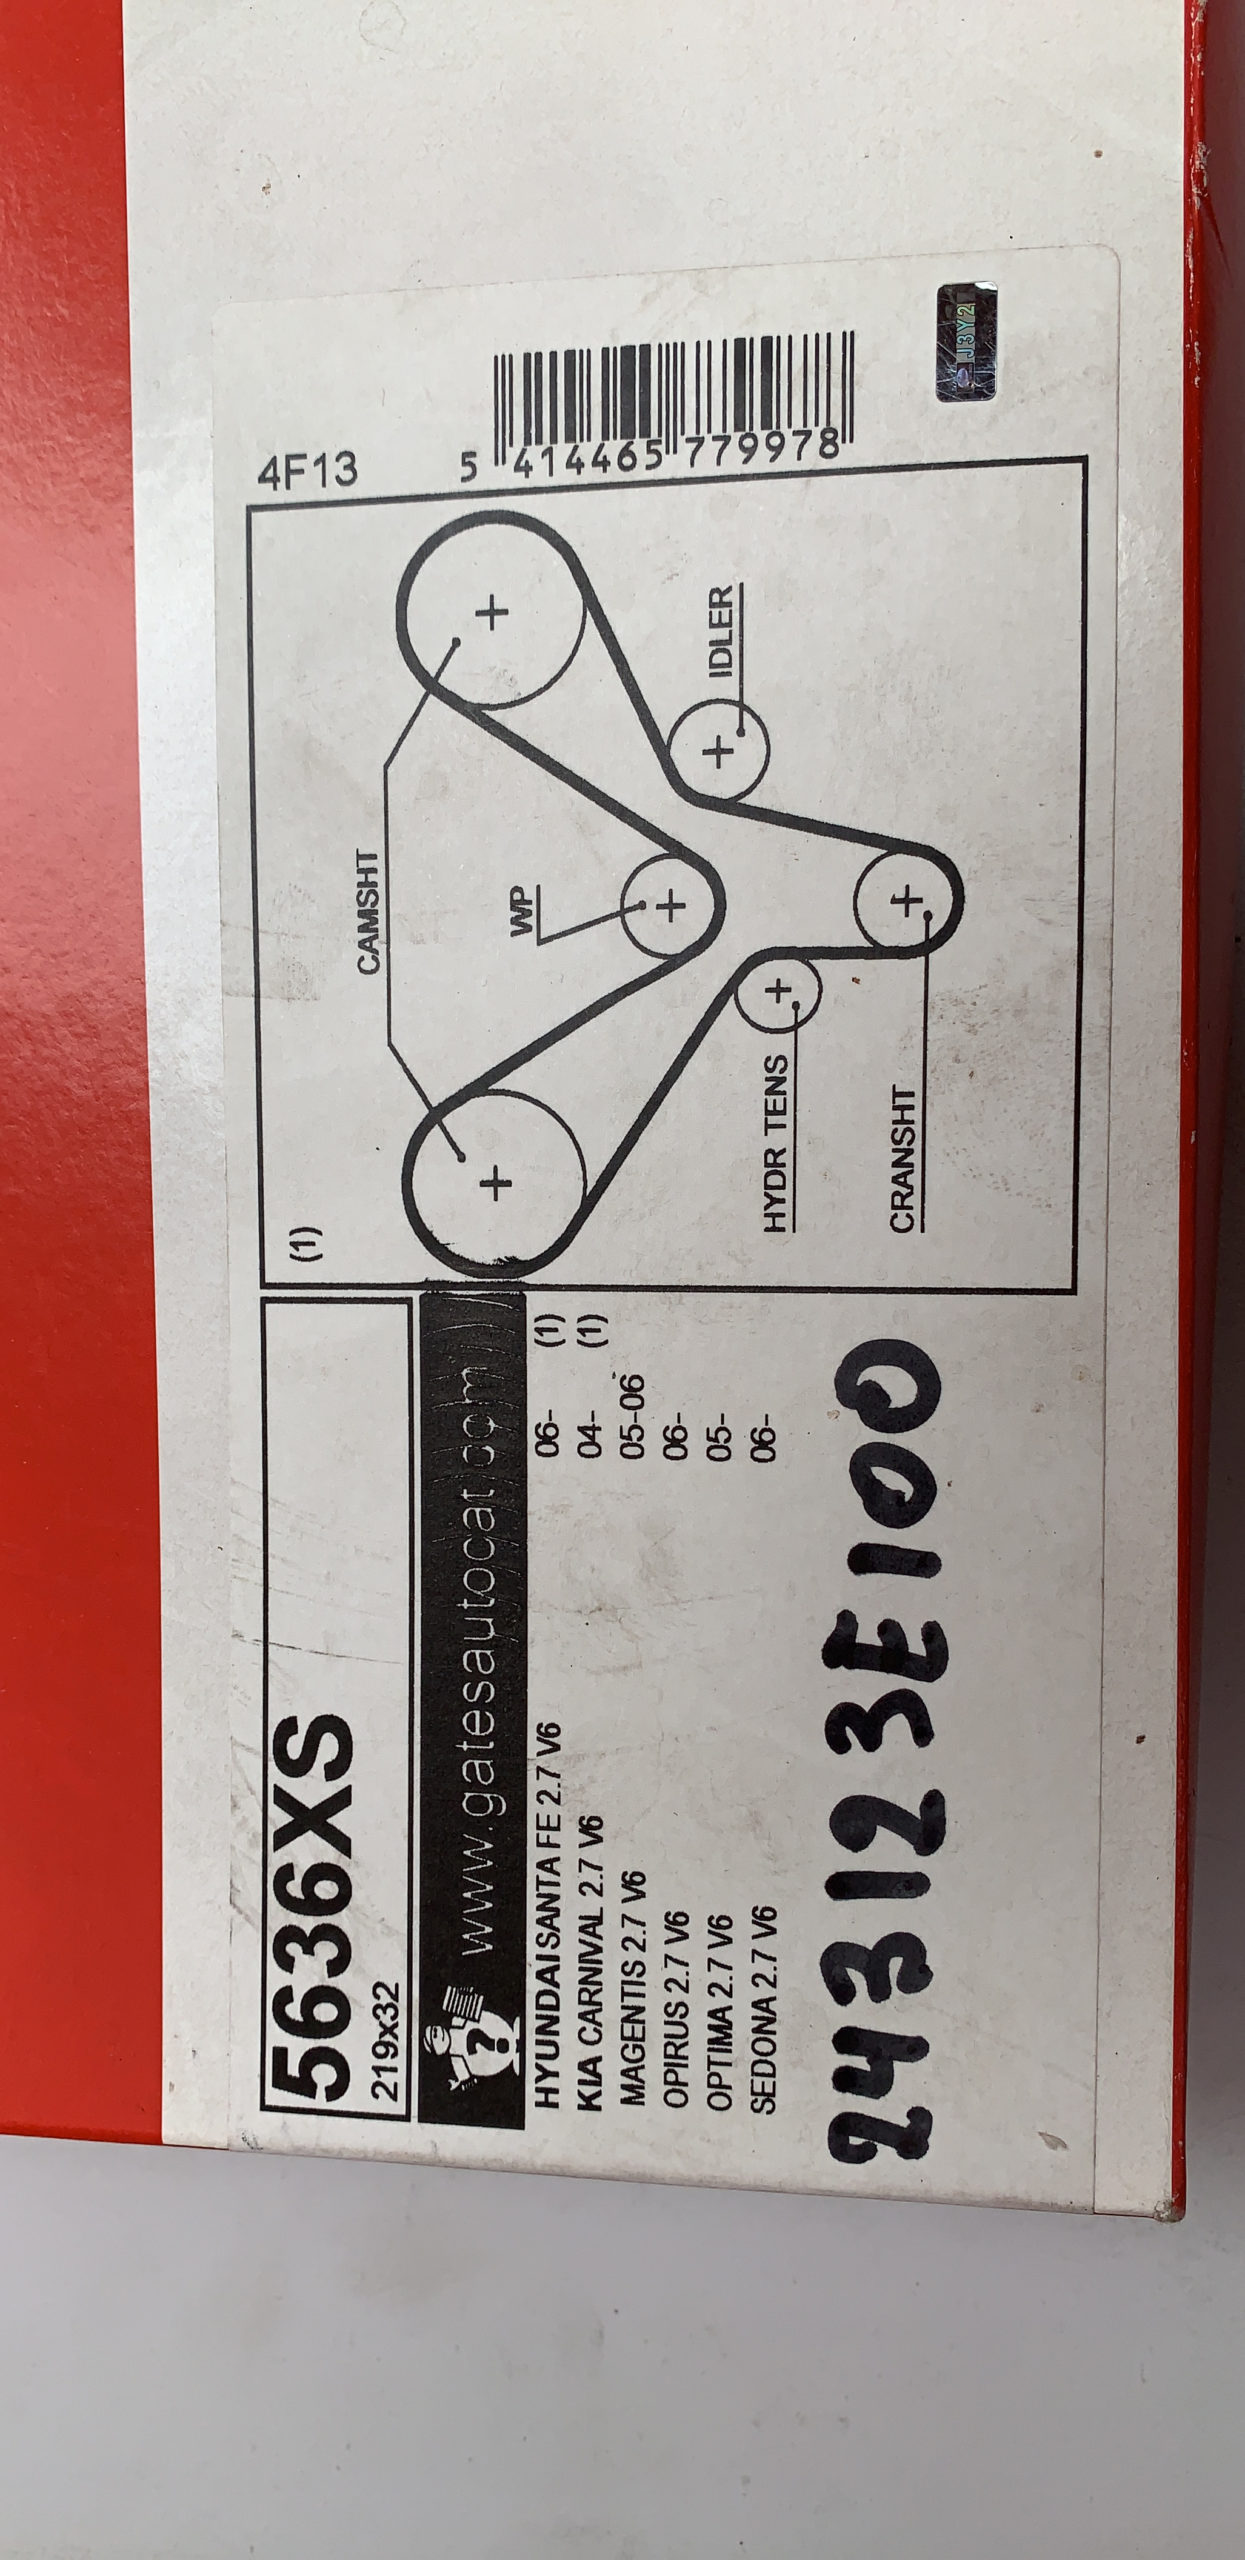 5636XS
219x32
www.gatesautocat.com
HYUNDAI SANTA FE 2.7 V6 06- (1)
KIA CARNIVAL 2.7 V6 04- (1)
MAGENTIS 2.7 V6 05-06
OPIRUS 2.7 V6 06-
OPTIMA 2.7 V6 05-
SEDONA 2.7 V6 06-
243123E100
(1)
CAMSHT
WP
IDLER
HYDR TENS
CRANSHT
4F13
5 414465 779978
J3Y2